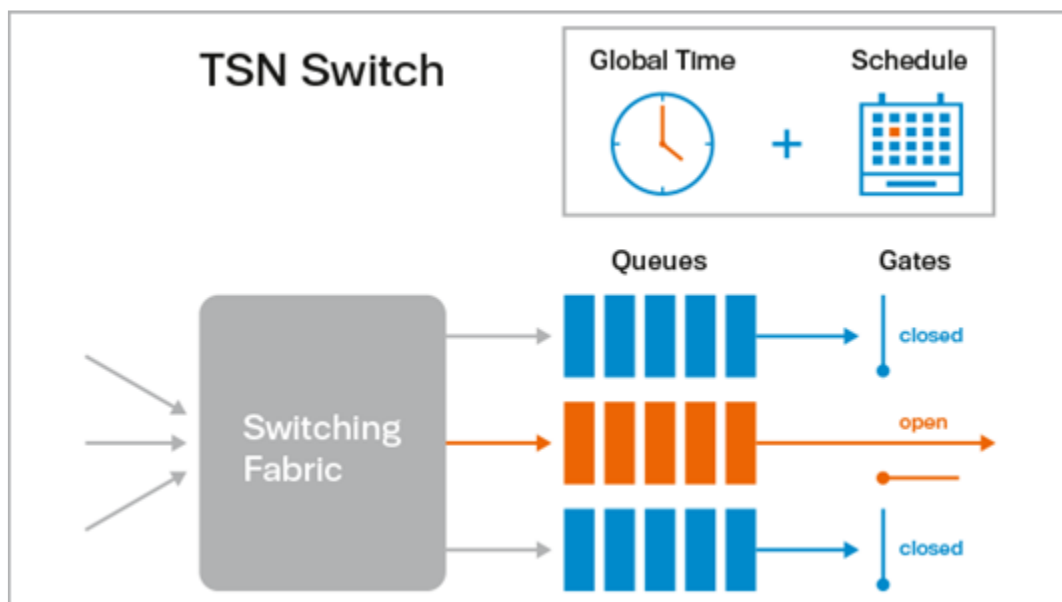 TSN Switch
Global Time
Schedule
Queues
Gates
closed
Switching
Fabric
open
closed